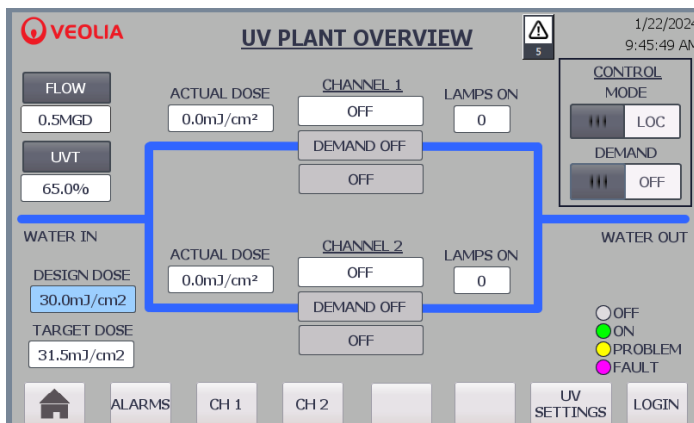 VEOLIA
UV PLANT OVERVIEW
5
1/22/2024
9:45:49 AM
FLOW
0.5MGD
UVT
65.0%
ACTUAL DOSE
0.0mJ/cm²
CHANNEL 1
OFF
DEMAND OFF
OFF
LAMPS ON
0
CONTROL
MODE
LOC
DEMAND
OFF
WATER IN
WATER OUT
DESIGN DOSE
30.0mJ/cm2
TARGET DOSE
31.5mJ/cm2
ACTUAL DOSE
0.0mJ/cm²
CHANNEL 2
OFF
DEMAND OFF
OFF
LAMPS ON
0
OFF
ON
PROBLEM
FAULT
ALARMS
CH 1
CH 2
UV
SETTINGS
LOGIN